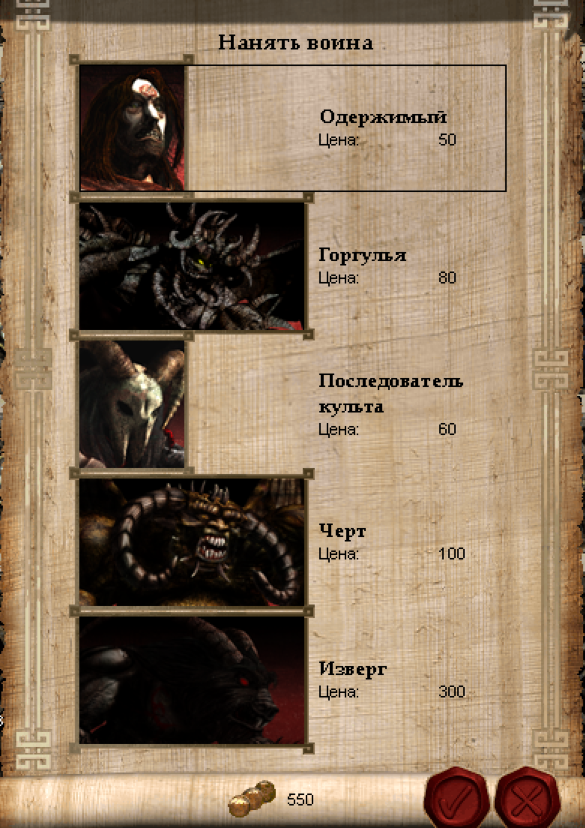 Нанять воина
Одержимый
Цена: 50
Горгулья
Цена: 80
Последователь
культа
Цена: 60
Черт
Цена: 100
Изверг
Цена: 300
550